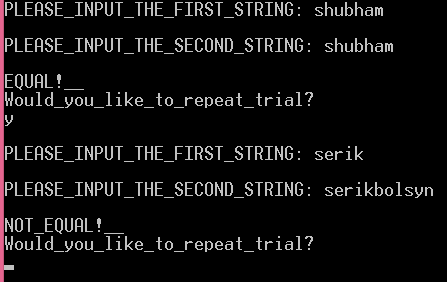 PLEASE_INPUT_THE_FIRST_STRING: shubham
PLEASE_INPUT_THE_SECOND_STRING: shubham
EQUAL!__
Would_you_like_to_repeat_trial?
y
PLEASE_INPUT_THE_FIRST_STRING: serik
PLEASE_INPUT_THE_SECOND_STRING: serikbolsyn
NOT_EQUAL!__
Would_you_like_to_repeat_trial?